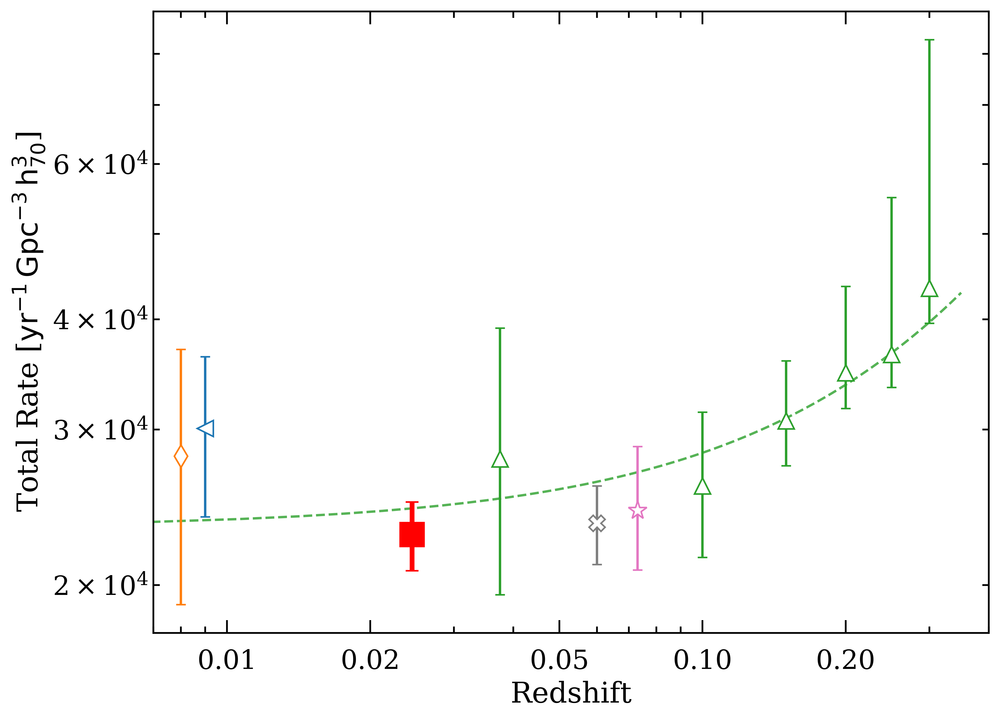 Total Rate [yr⁻¹ Gpc⁻³ h³₇₀]
6 × 10⁴
4 × 10⁴
3 × 10⁴
2 × 10⁴
0.01 0.02 0.05 0.10 0.20
Redshift